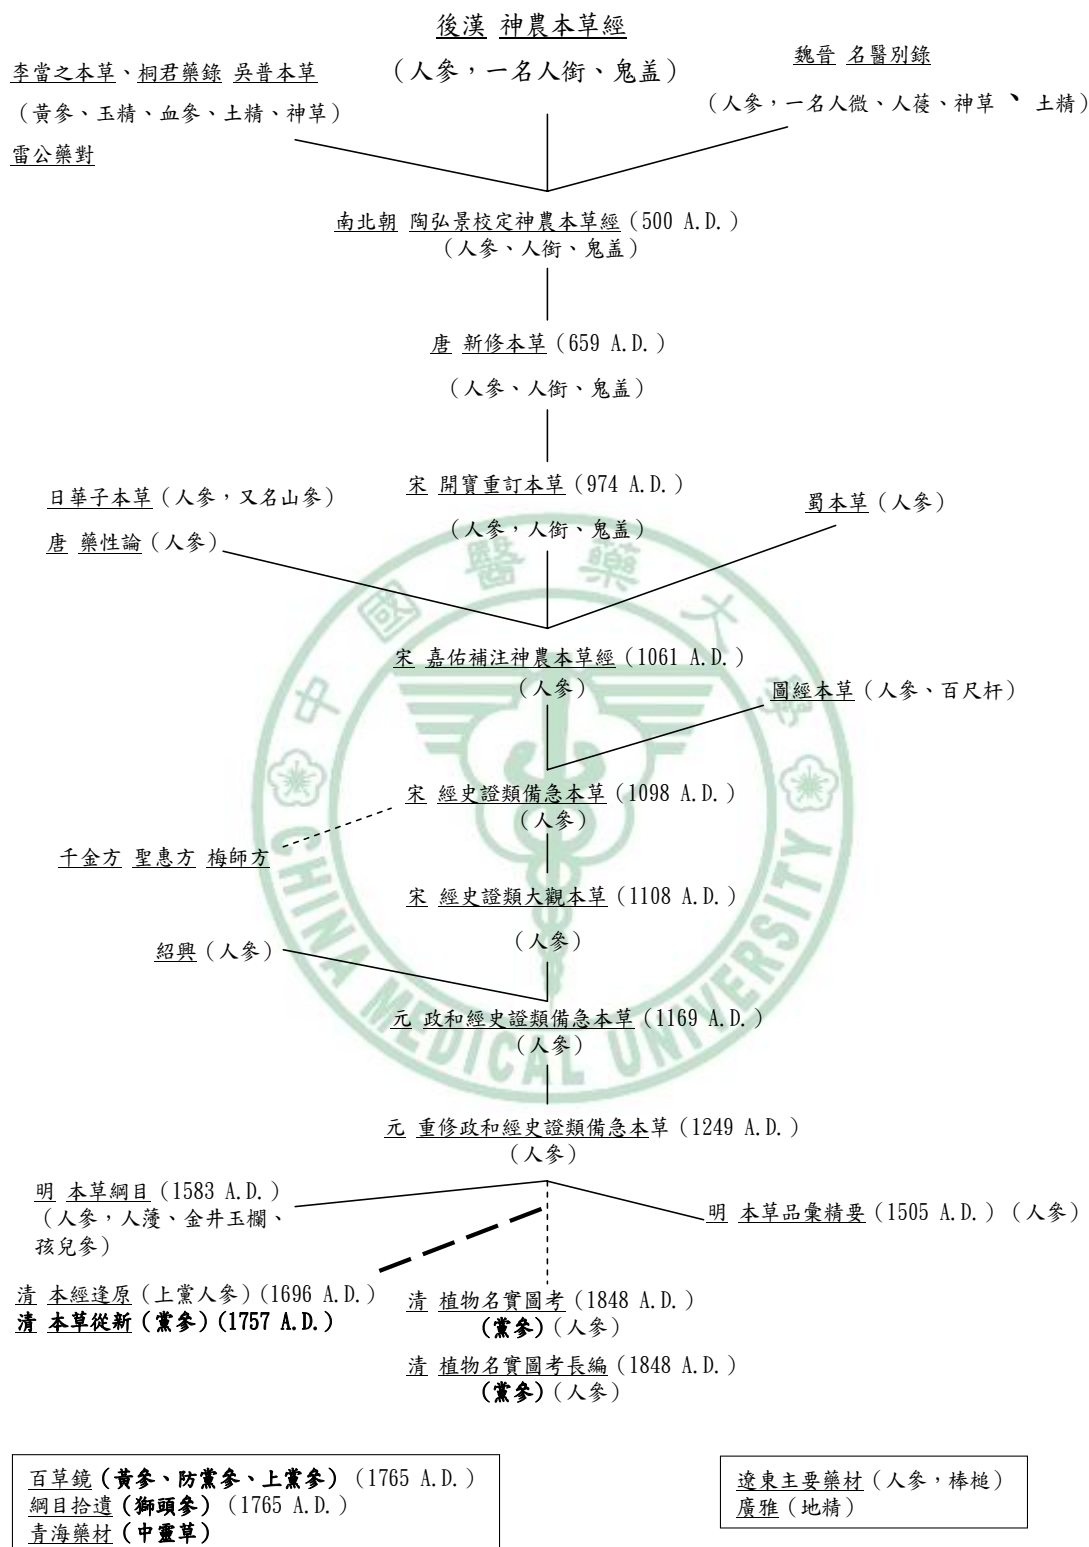 後漢 神農本草經
(人參，一名人銜、鬼盖)
李當之本草、桐君藥錄 吳普本草
(黃參、玉精、血參、土精、神草)
雷公藥對
魏晉 名醫別錄
(人參，一名人微、人葠、神草 、 土精)
南北朝 陶弘景校定神農本草經 (500 A.D.)
(人參、人銜、鬼盖)
唐 新修本草 (659 A.D.)
(人參、人銜、鬼盖)
宋 開寶重訂本草 (974 A.D.)
(人參，人銜、鬼盖)
日華子本草 (人參，又名山參)
唐 藥性論 (人參)
蜀本草 (人參)
宋 嘉佑補注神農本草經 (1061 A.D.)
(人參)
圖經本草 (人參、百尺杆)
宋 經史證類備急本草 (1098 A.D.)
(人參)
千金方 聖惠方 梅師方
宋 經史證類大觀本草 (1108 A.D.)
(人參)
紹興 (人參)
元 政和經史證類備急本草 (1169 A.D.)
(人參)
元 重修政和經史證類備急本草 (1249 A.D.)
(人參)
明 本草綱目 (1583 A.D.)
(人參，人薓、金井玉欄、
孩兒參)
明 本草品彙精要 (1505 A.D.) (人參)
清 本經逢原 (上黨人參) (1696 A.D.)
清 本草從新 (黨參) (1757 A.D.)
清 植物名實圖考 (1848 A.D.)
(黨參) (人參)
清 植物名實圖考長編 (1848 A.D.)
(黨參) (人參)
百草鏡 (黃參、防黨參、上黨參) (1765 A.D.)
綱目拾遺 (獅頭參) (1765 A.D.)
青海藥材 (中靈草)
遼東主要藥材 (人參，棒槌)
廣雅 (地精)
中國醫藥大學
CHINA MEDICAL UNIVERSITY